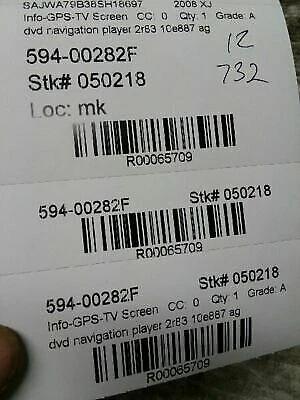 SAJWA79B38SH18697 2008 XJ
Info-GPS-TV Screen CC: 0 Qty: 1 Grade: A
dvd navigation player 2r83 10e887 ag
594-00282F
12
Stk# 050218
732
Loc: mk
R00065709
594-00282F Stk# 050218
R00065709
594-00282F Stk# 050218
Info-GPS-TV Screen CC: 0 Qty: 1 Grade: A
dvd navigation player 2r83 10e887 ag
R00065709